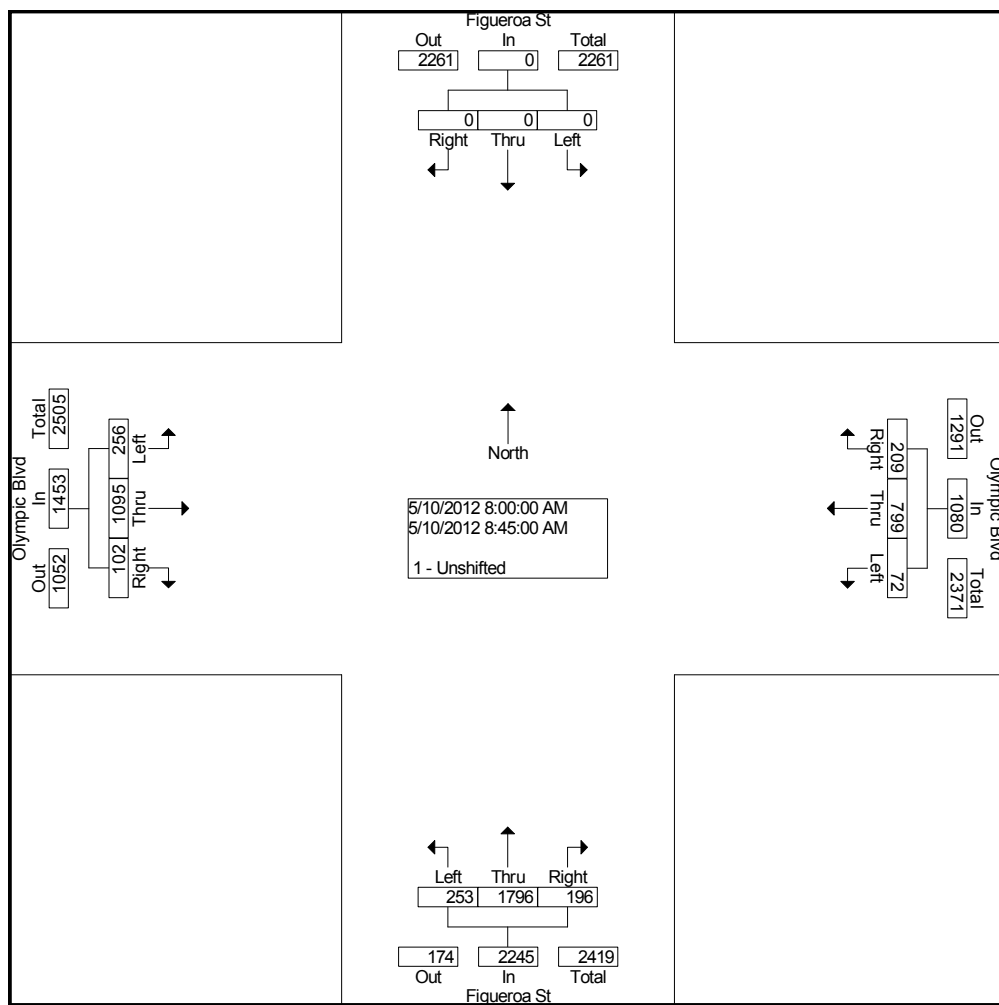 Figueroa St
Out In Total
2261 0 2261
0 0 0
Right Thru Left
Olympic Blvd
Total In Out
2505 1453 1052
256 1095 102
Left Thru Right
North
5/10/2012 8:00:00 AM
5/10/2012 8:45:00 AM
1 - Unshifted
Right Thru Left
209 799 72
1291 1080 2371
Out In Total
Olympic Blvd
Left Thru Right
253 1796 196
174 2245 2419
Out In Total
Figueroa St